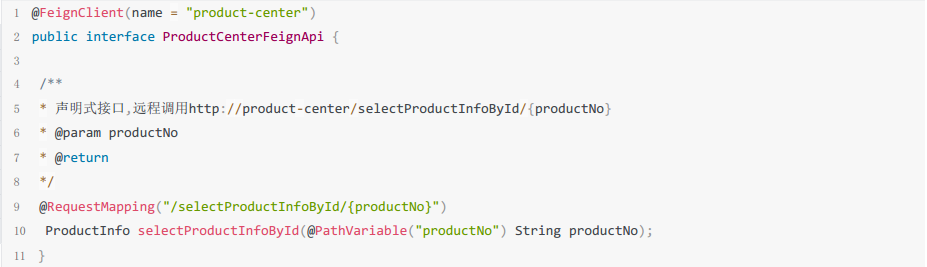 1 @FeignClient(name = "product-center")
2 public interface ProductCenterFeignApi {
3
4 /**
5 * 声明式接口,远程调用http://product-center/selectProductInfoById/{productNo}
6 * @param productNo
7 * @return
8 */
9 @RequestMapping("/selectProductInfoById/{productNo}")
10 ProductInfo selectProductInfoById(@PathVariable("productNo") String productNo);
11 }